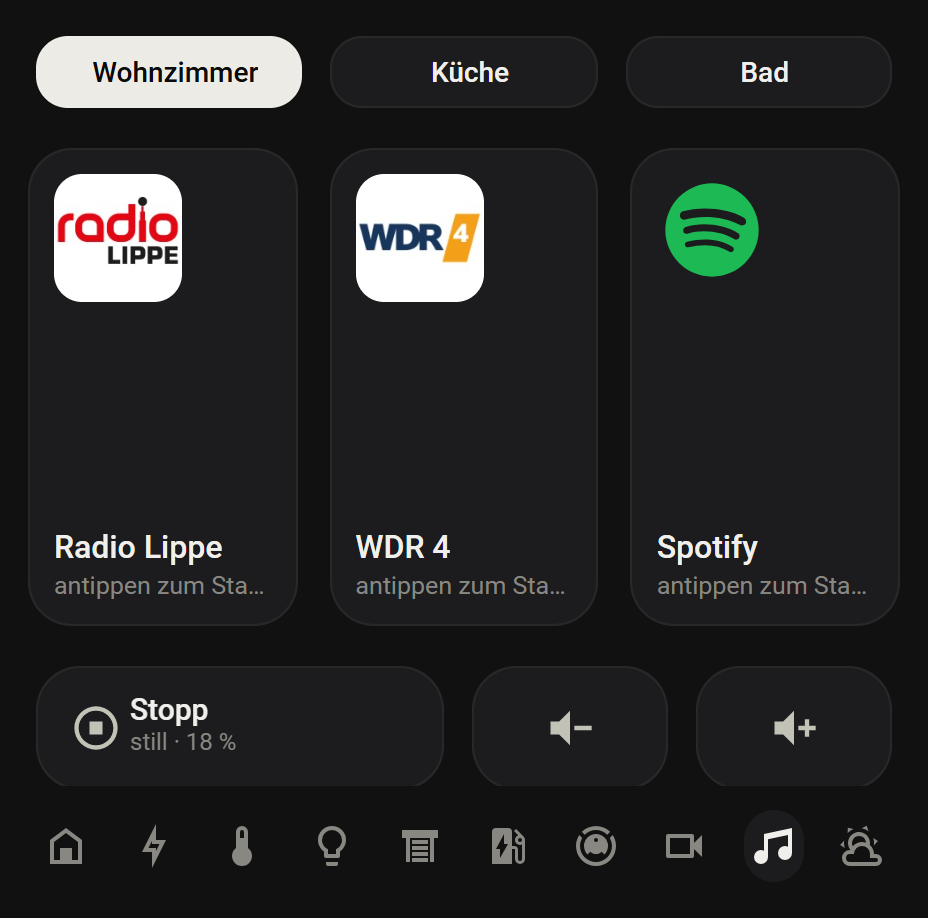 Wohnzimmer Küche Bad
radio
LIPPE
WDR 4
Radio Lippe WDR 4 Spotify
antippen zum Sta... antippen zum Sta... antippen zum Sta...
Stopp
still · 18 %